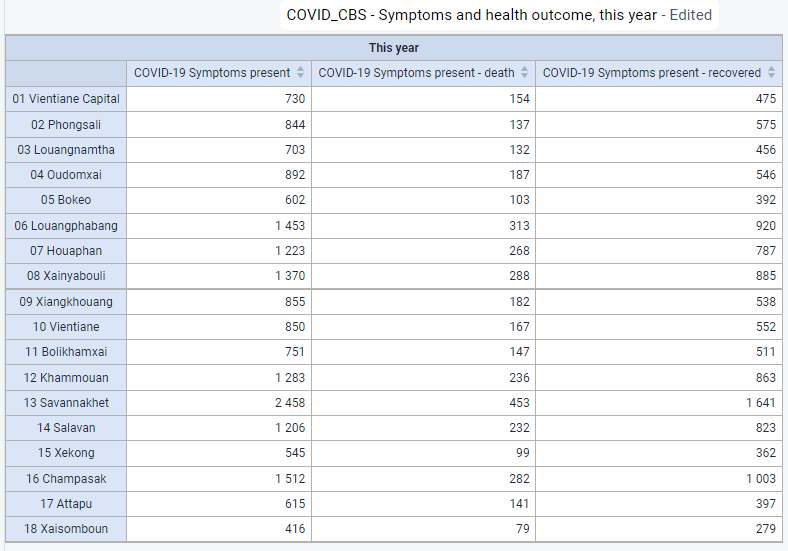 COVID_CBS - Symptoms and health outcome, this year - Edited
This year
COVID-19 Symptoms present COVID-19 Symptoms present - death COVID-19 Symptoms present - recovered
01 Vientiane Capital 730 154 475
02 Phongsali 844 137 575
03 Louangnamtha 703 132 456
04 Oudomxai 892 187 546
05 Bokeo 602 103 392
06 Louangphabang 1 453 313 920
07 Houaphan 1 223 268 787
08 Xainyabouli 1 370 288 885
09 Xiangkhouang 855 182 538
10 Vientiane 850 167 552
11 Bolikhamxai 751 147 511
12 Khammouan 1 283 236 863
13 Savannakhet 2 458 453 1 641
14 Salavan 1 206 232 823
15 Xekong 545 99 362
16 Champasak 1 512 282 1 003
17 Attapu 615 141 397
18 Xaisomboun 416 79 279